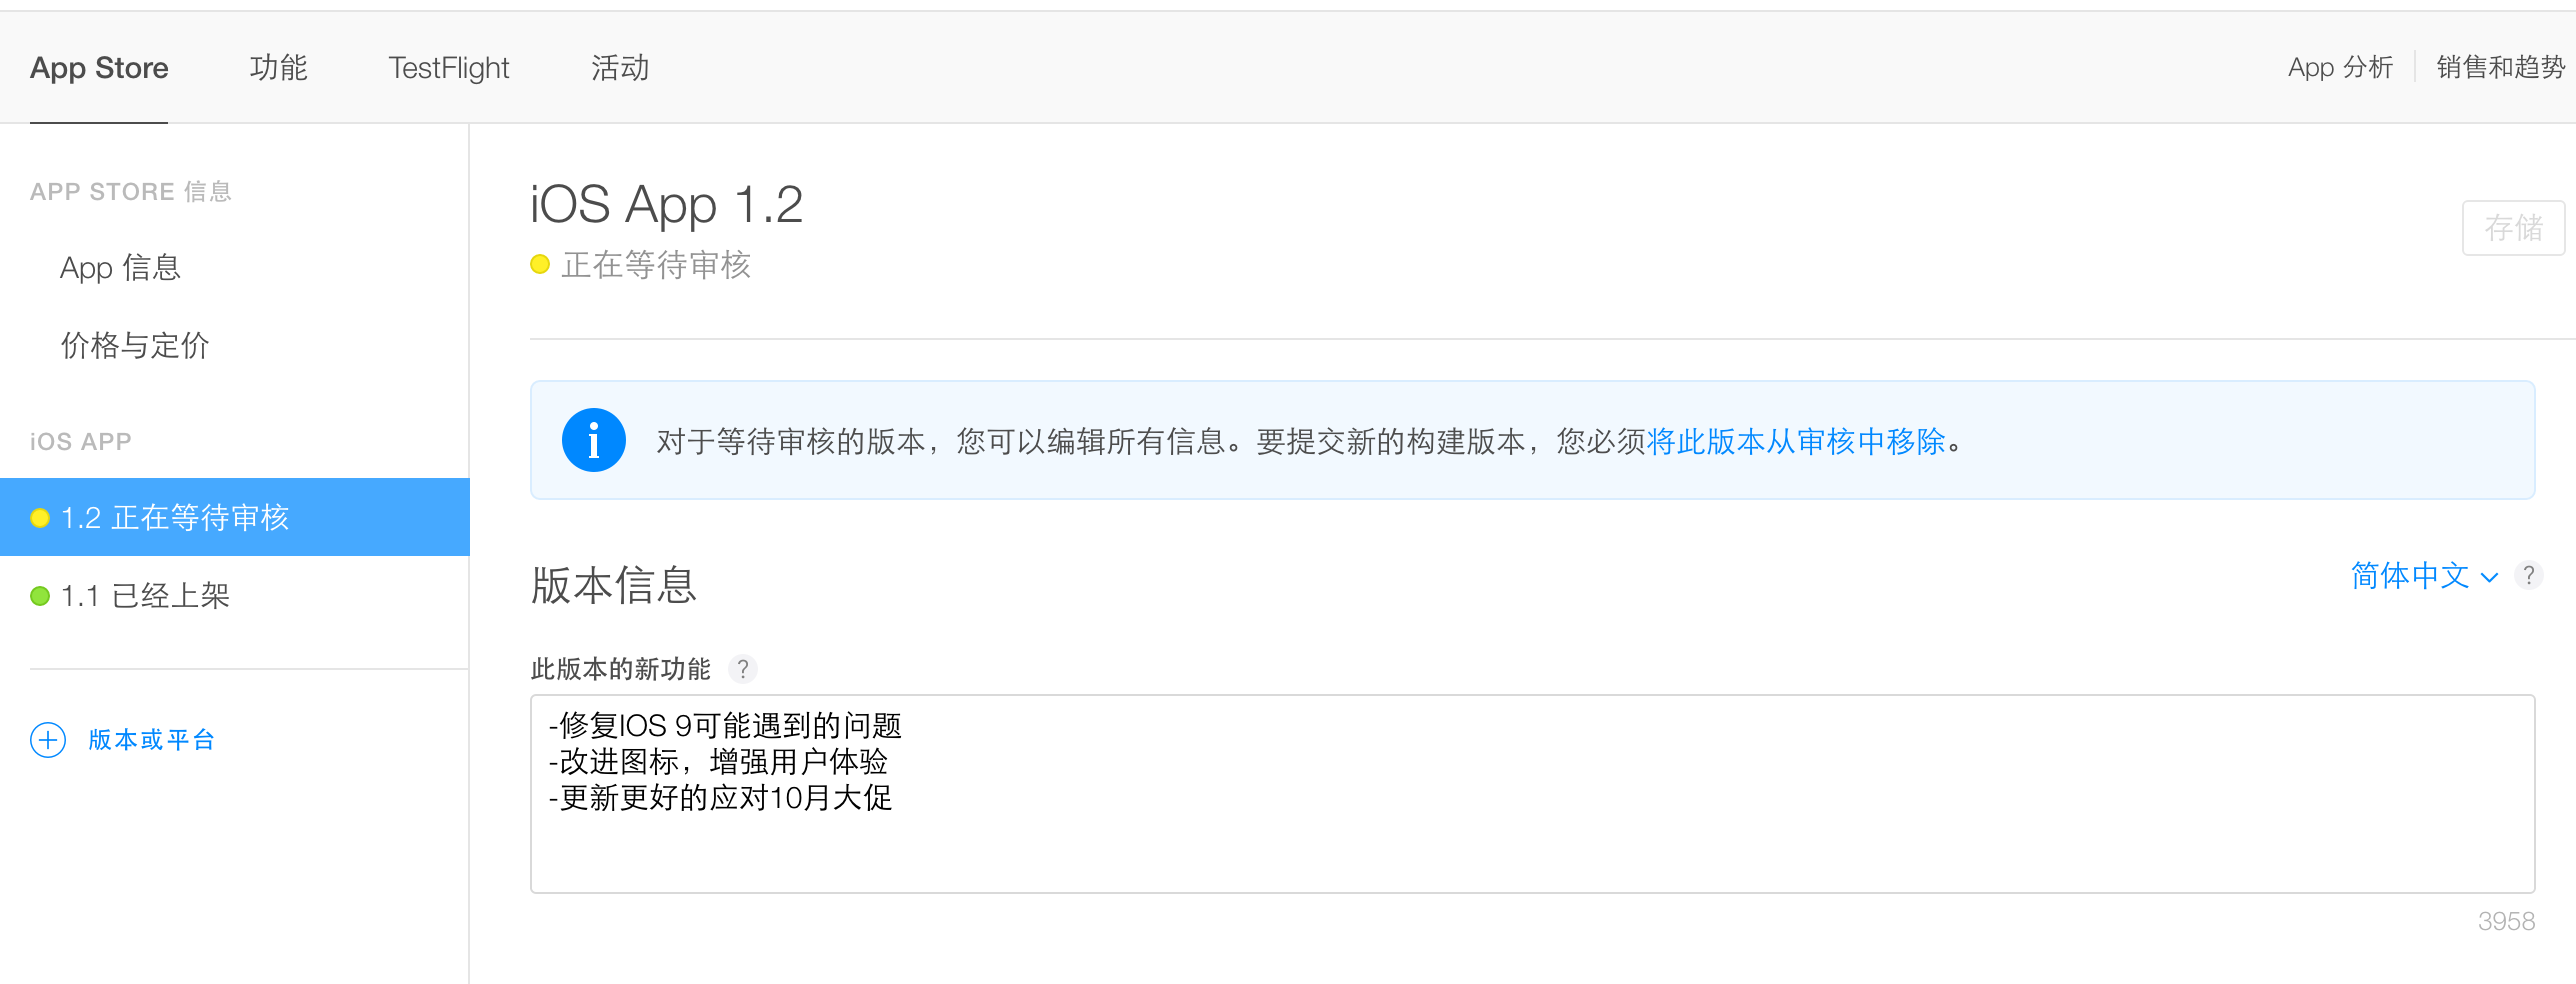 App Store 功能 TestFlight 活动 App 分析 销售和趋势
APP STORE 信息
App 信息
价格与定价
iOS APP
1.2 正在等待审核
1.1 已经上架
版本或平台
iOS App 1.2
正在等待审核
存储
对于等待审核的版本，您可以编辑所有信息。要提交新的构建版本，您必须将此版本从审核中移除。
版本信息
简体中文 ?
此版本的新功能 ?
-修复IOS 9可能遇到的问题
-改进图标，增强用户体验
-更新更好的应对10月大促
3958